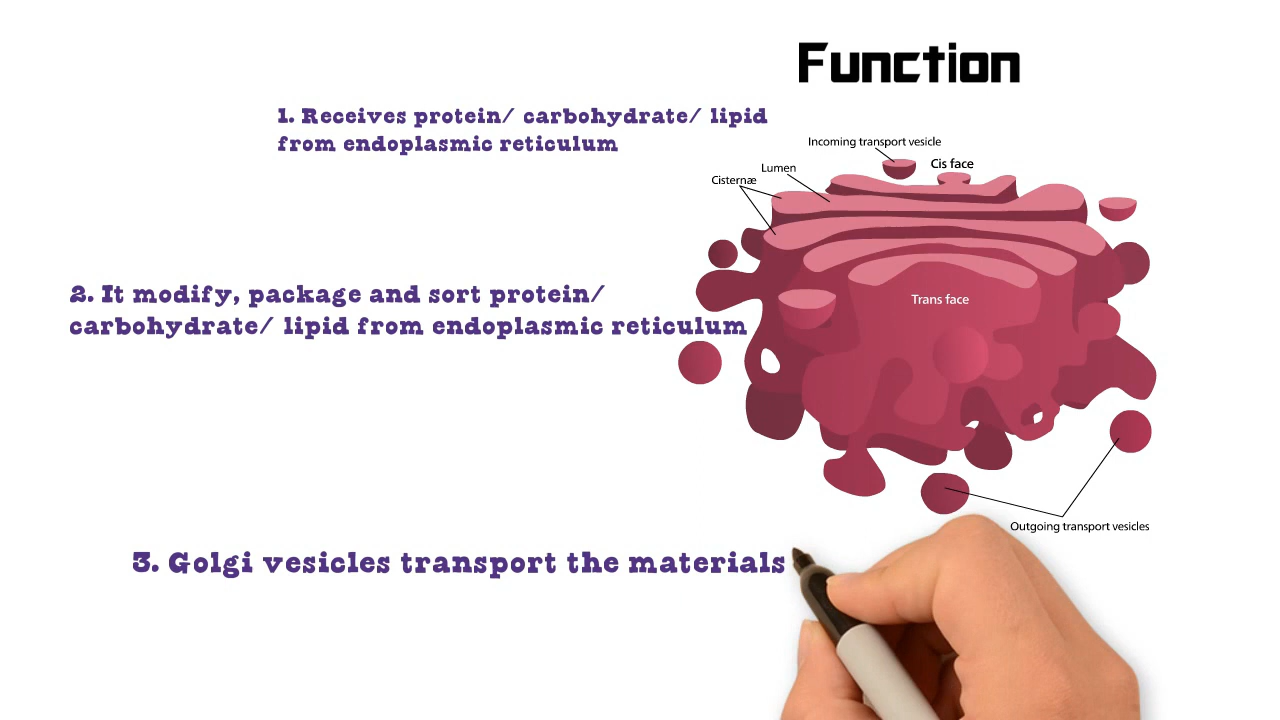 Function
1. Receives protein/ carbohydrate/ lipid
from endoplasmic reticulum
Incoming transport vesicle
Cis face
Lumen
Cisternæ
2. It modify, package and sort protein/
carbohydrate/ lipid from endoplasmic reticulum
Trans face
Outgoing transport vesicles
3. Golgi vesicles transport the materials